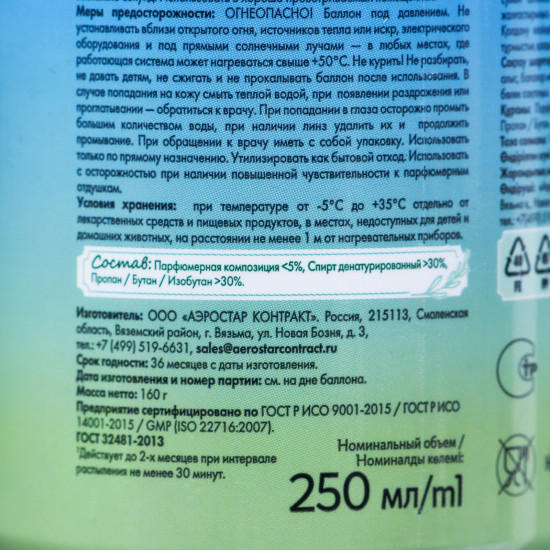 Меры предосторожности: ОГНЕОПАСНО! Баллон под давлением. Не
устанавливать вблизи открытого огня, источников тепла или искр, электрического
оборудования и под прямыми солнечными лучами — в любых местах, где
работающая система может нагреваться свыше +50°С. Не курить! Не разбирать,
не давать детям, не сжигать и не прокалывать баллон после использования. В
случае попадания на кожу смыть теплой водой, при появлении раздражения или
проглатывании — обратиться к врачу. При попадании в глаза осторожно промыть
большим количеством воды, при наличии линз удалить их и продолжить
промывание. При обращении к врачу иметь с собой упаковку. Использовать
только по прямому назначению. Утилизировать как бытовой отход. Использовать
с осторожностью при наличии повышенной чувствительности к парфюмерным
отдушкам.
Условия хранения: при температуре от -5°С до +35°С отдельно от
лекарственных средств и пищевых продуктов, в местах, недоступных для детей и
домашних животных, на расстоянии не менее 1 м от нагревательных приборов.
Состав: Парфюмерная композиция <5%, Спирт денатурированный >30%,
Пропан / Бутан / Изобутан >30%.
Изготовитель: ООО «АЭРОСТАР КОНТРАКТ». Россия, 215113, Смоленская
область, Вяземский район, г. Вязьма, ул. Новая Бозня, д. 3,
тел.: +7 (499) 519-6631, sales@aerostarcontract.ru
Срок годности: 36 месяцев с даты изготовления.
Дата изготовления и номер партии: см. на дне баллона.
Масса нетто: 160 г
Предприятие сертифицировано по ГОСТ Р ИСО 9001-2015 / ГОСТ Р ИСО
14001-2015 / GMP (ISO 22716:2007).
ГОСТ 32481-2013
¹Действует до 2-х месяцев при интервале
распыления не менее 30 минут.
Номинальный объем /
Номиналды көлемі:
250 мл/ml